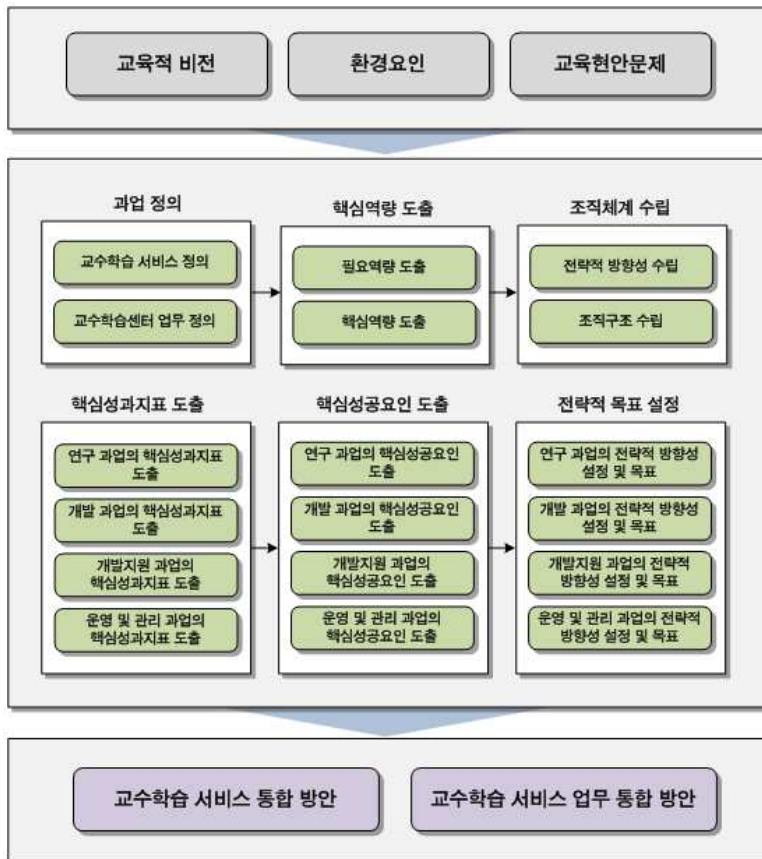 교육적 비전
환경요인
교육현안문제
과업 정의
핵심역량 도출
조직체계 수립
교수학습 서비스 정의
필요역량 도출
전략적 방향성 수립
교수학습센터 업무 정의
핵심역량 도출
조직구조 수립
핵심성과지표 도출
핵심성공요인 도출
전략적 목표 설정
연구 과업의 핵심성과지표
도출
개발 과업의 핵심성과지표
도출
개발지원 과업의
핵심성과지표 도출
운영 및 관리 과업의
핵심성과지표 도출
연구 과업의 핵심성공요인
도출
개발 과업의 핵심성공요인
도출
개발지원 과업의
핵심성공요인 도출
운영 및 관리 과업의
핵심성공요인 도출
연구 과업의 전략적 방향성
설정 및 목표
개발 과업의 전략적 방향성
설정 및 목표
개발지원 과업의 전략적
방향성 설정 및 목표
운영 및 관리 과업의 전략적
방향성 설정 및 목표
교수학습 서비스 통합 방안
교수학습 서비스 업무 통합 방안